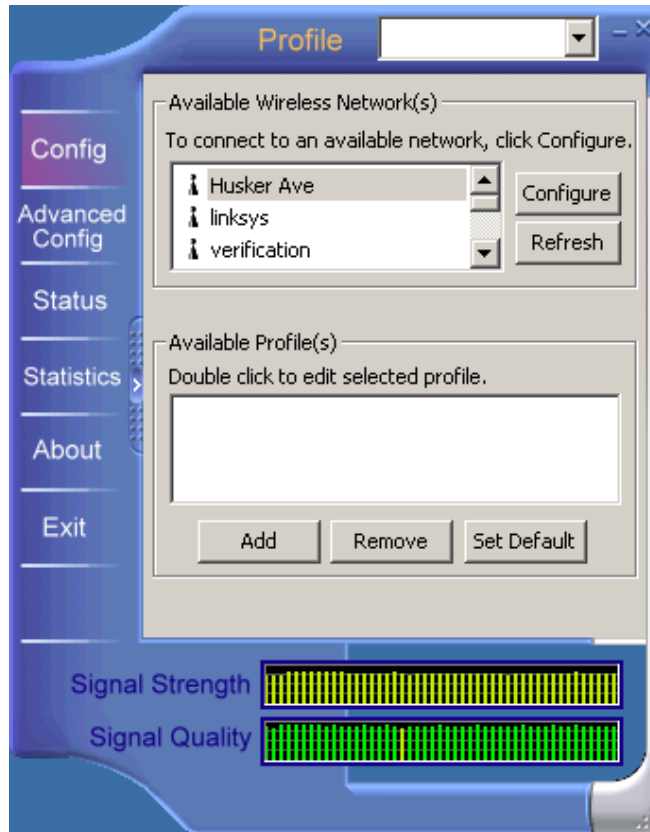 Profile
Available Wireless Network(s)
To connect to an available network, click Configure.
Husker Ave
linksys
verification
Configure
Refresh
Config
Advanced
Config
Status
Statistics
About
Exit
Available Profile(s)
Double click to edit selected profile.
Add
Remove
Set Default
Signal Strength
Signal Quality